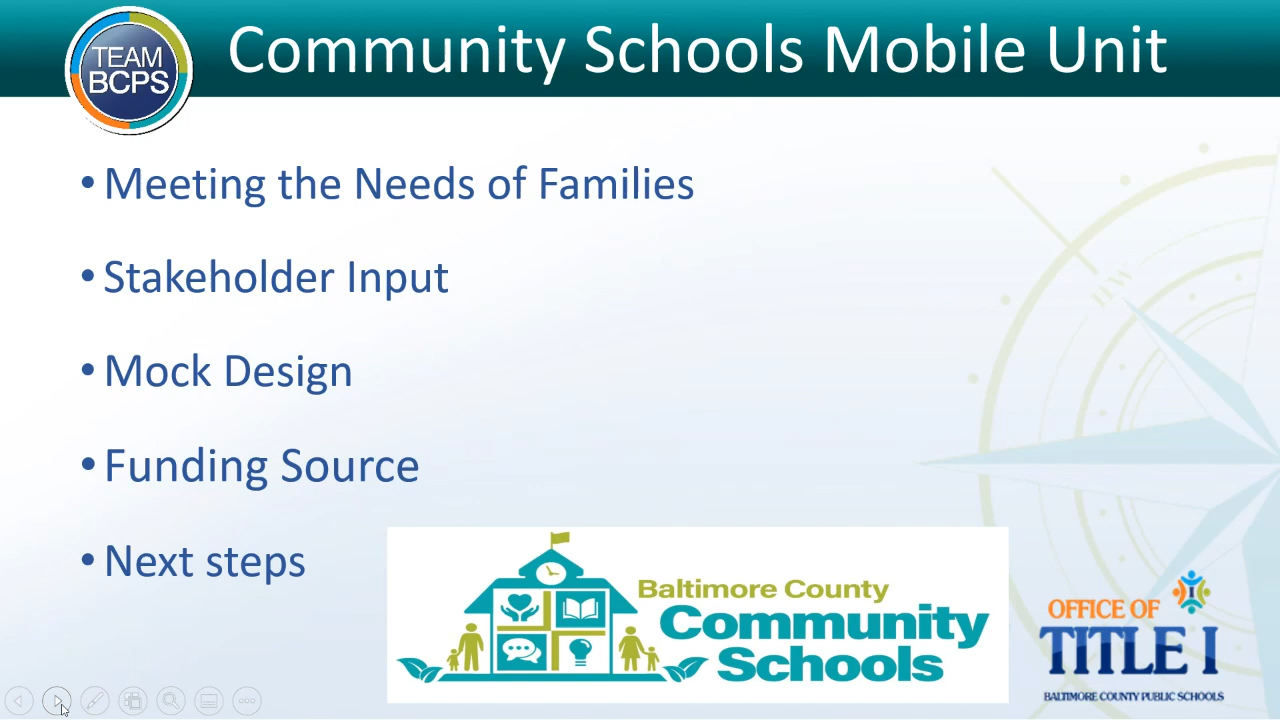 TEAM
BCPS
Community Schools Mobile Unit
• Meeting the Needs of Families
• Stakeholder Input
• Mock Design
• Funding Source
• Next steps
Baltimore County
Community
Schools
OFFICE OF
TITLE I
BALTIMORE COUNTY PUBLIC SCHOOLS